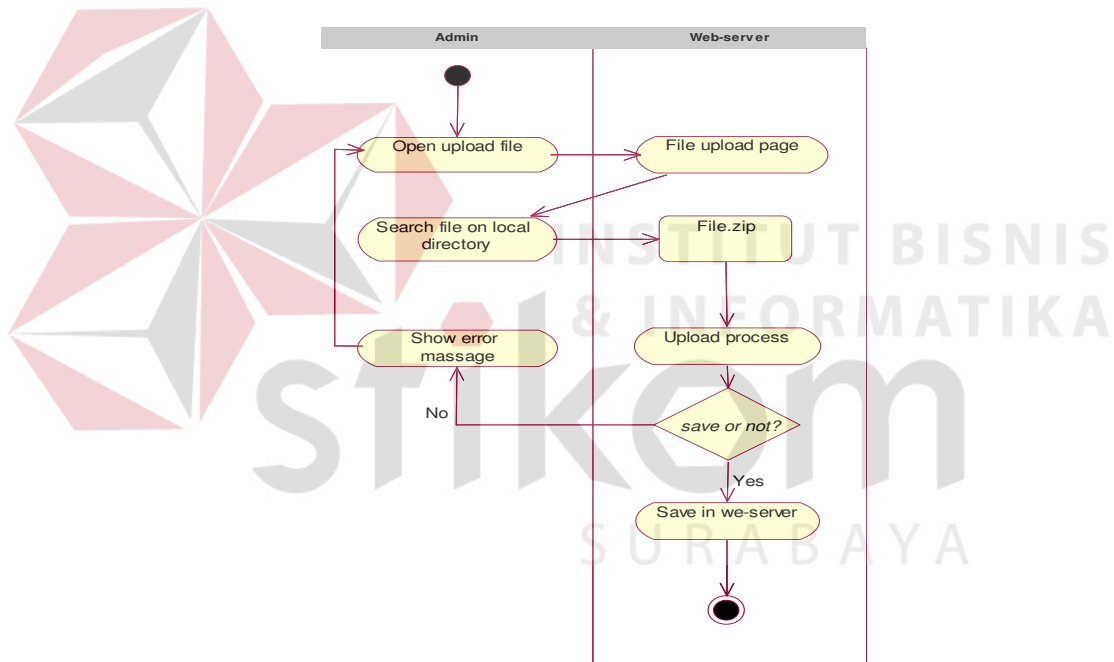 Admin
Web-server
Open upload file
File upload page
Search file on local
directory
File.zip
INSTITUT BISNIS
& INFORMATIKA
Show error
massage
Upload process
stikom
No
save or not?
Yes
Save in we-server
SURABAYA